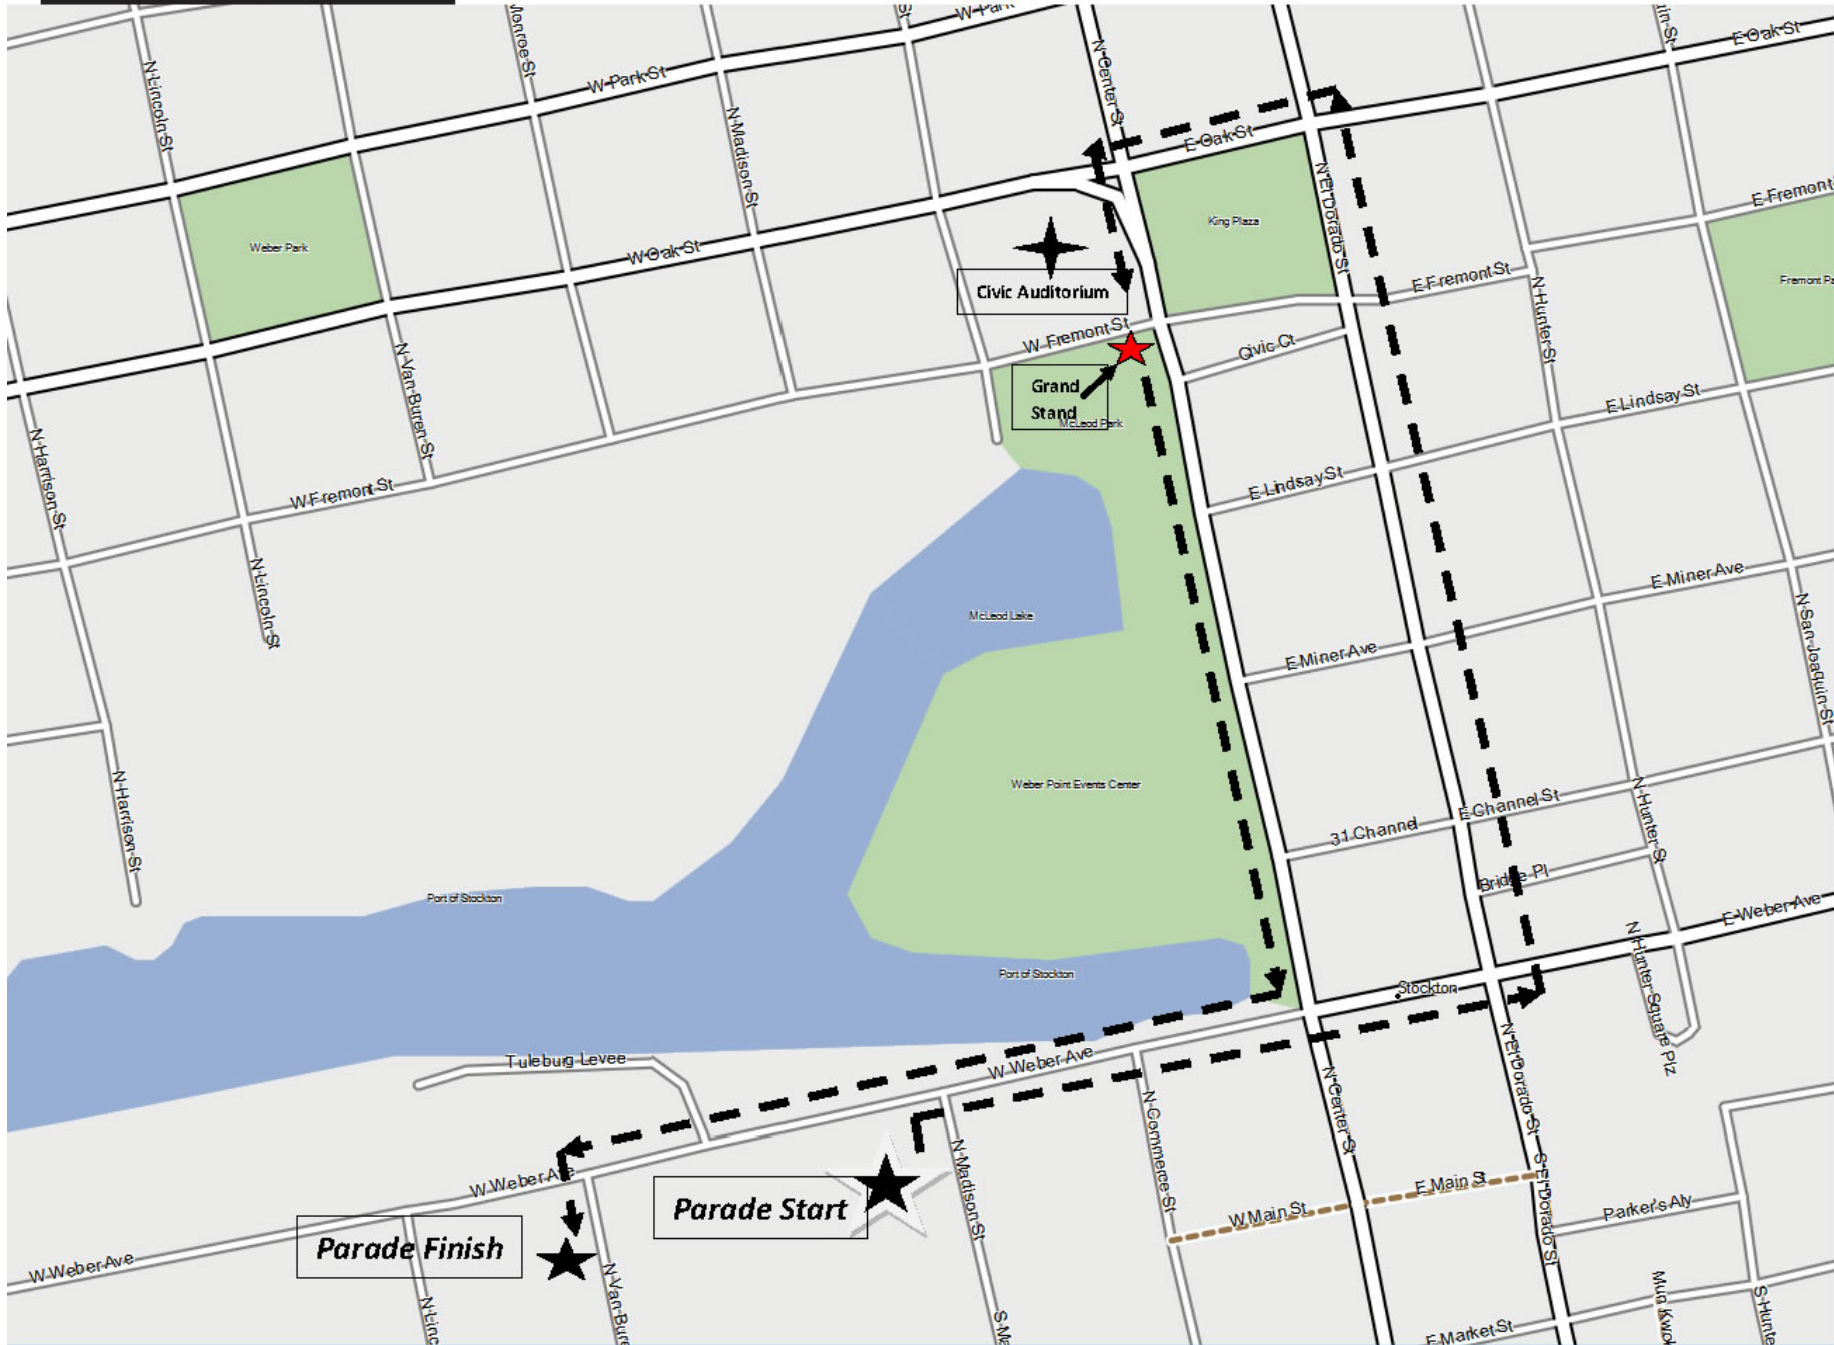 W Park St
N Center St
E Oak St
N Lincoln St
Monroe St
W Park St
N Madison St
E Oak St
N El Dorado St
E Fremont St
Weber Park
King Plaza
W Oak St
E Fremont St
Civic Auditorium
N Hunter St
W Fremont St
Civic Ct
N Van Buren St
Grand
Stand
McLeod Park
E Lindsay St
N Harrison St
W Fremont St
E Lindsay St
N Lincoln St
E Miner Ave
McLeod Lake
N San Joaquin St
E Miner Ave
Weber Point Events Center
N Harrison St
E Channel St
31 Channel
N Hunter St
Bridge Pl
Port of Stockton
E Weber Ave
N Hunter Square Plz
Port of Stockton
Stockton
Tuleburg Levee
W Weber Ave
N El Dorado St
N Center St
N Commerce St
N Madison St
W Weber Ave
Parade Start
E Main St
S El Dorado St
W Main St
Parker's Aly
Parade Finish
W Weber Ave
E Market St